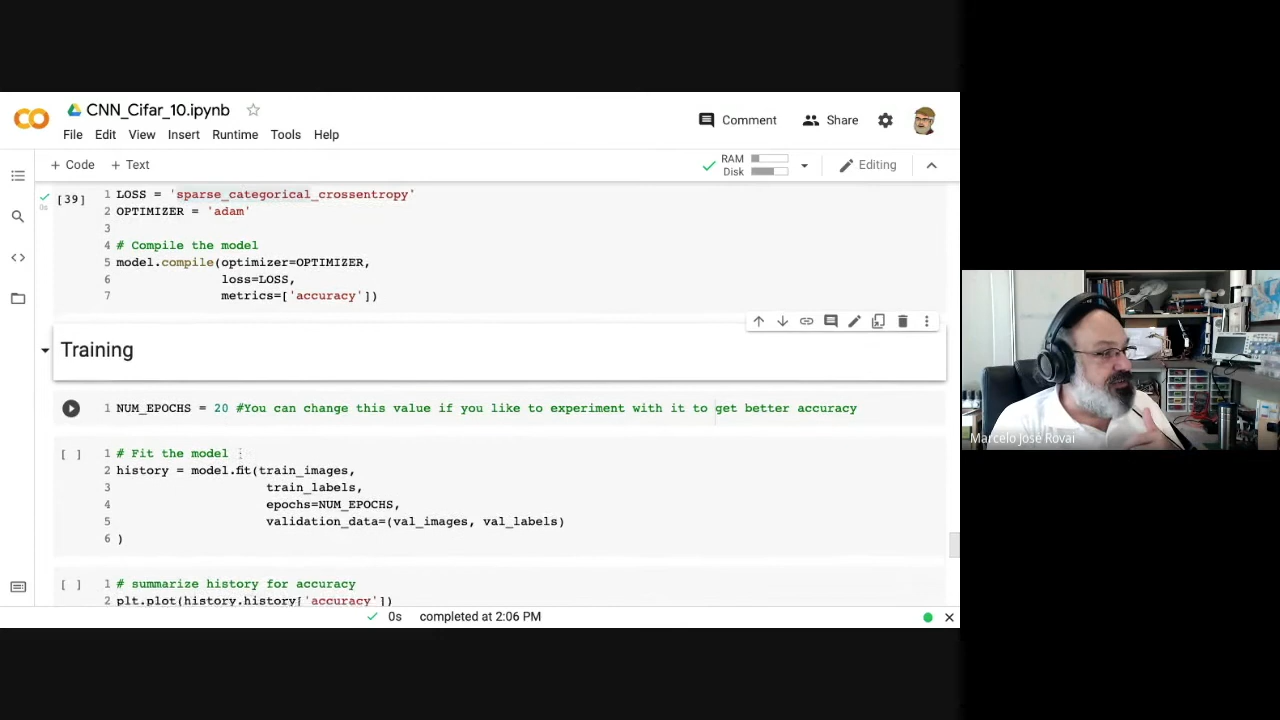 CNN_Cifar_10.ipynb
File Edit View Insert Runtime Tools Help
Comment Share
+ Code + Text
RAM
Disk
Editing
[39]
1 LOSS = 'sparse_categorical_crossentropy'
2 OPTIMIZER = 'adam'
3
4 # Compile the model
5 model.compile(optimizer=OPTIMIZER,
6 loss=LOSS,
7 metrics=['accuracy'])
Training
1 NUM_EPOCHS = 20 #You can change this value if you like to experiment with it to get better accuracy
[ ] 1 # Fit the model
2 history = model.fit(train_images,
3 train_labels,
4 epochs=NUM_EPOCHS,
5 validation_data=(val_images, val_labels)
6 )
[ ] 1 # summarize history for accuracy
2 plt.plot(history.history['accuracy'])
0s completed at 2:06 PM
Marcelo José Rovai